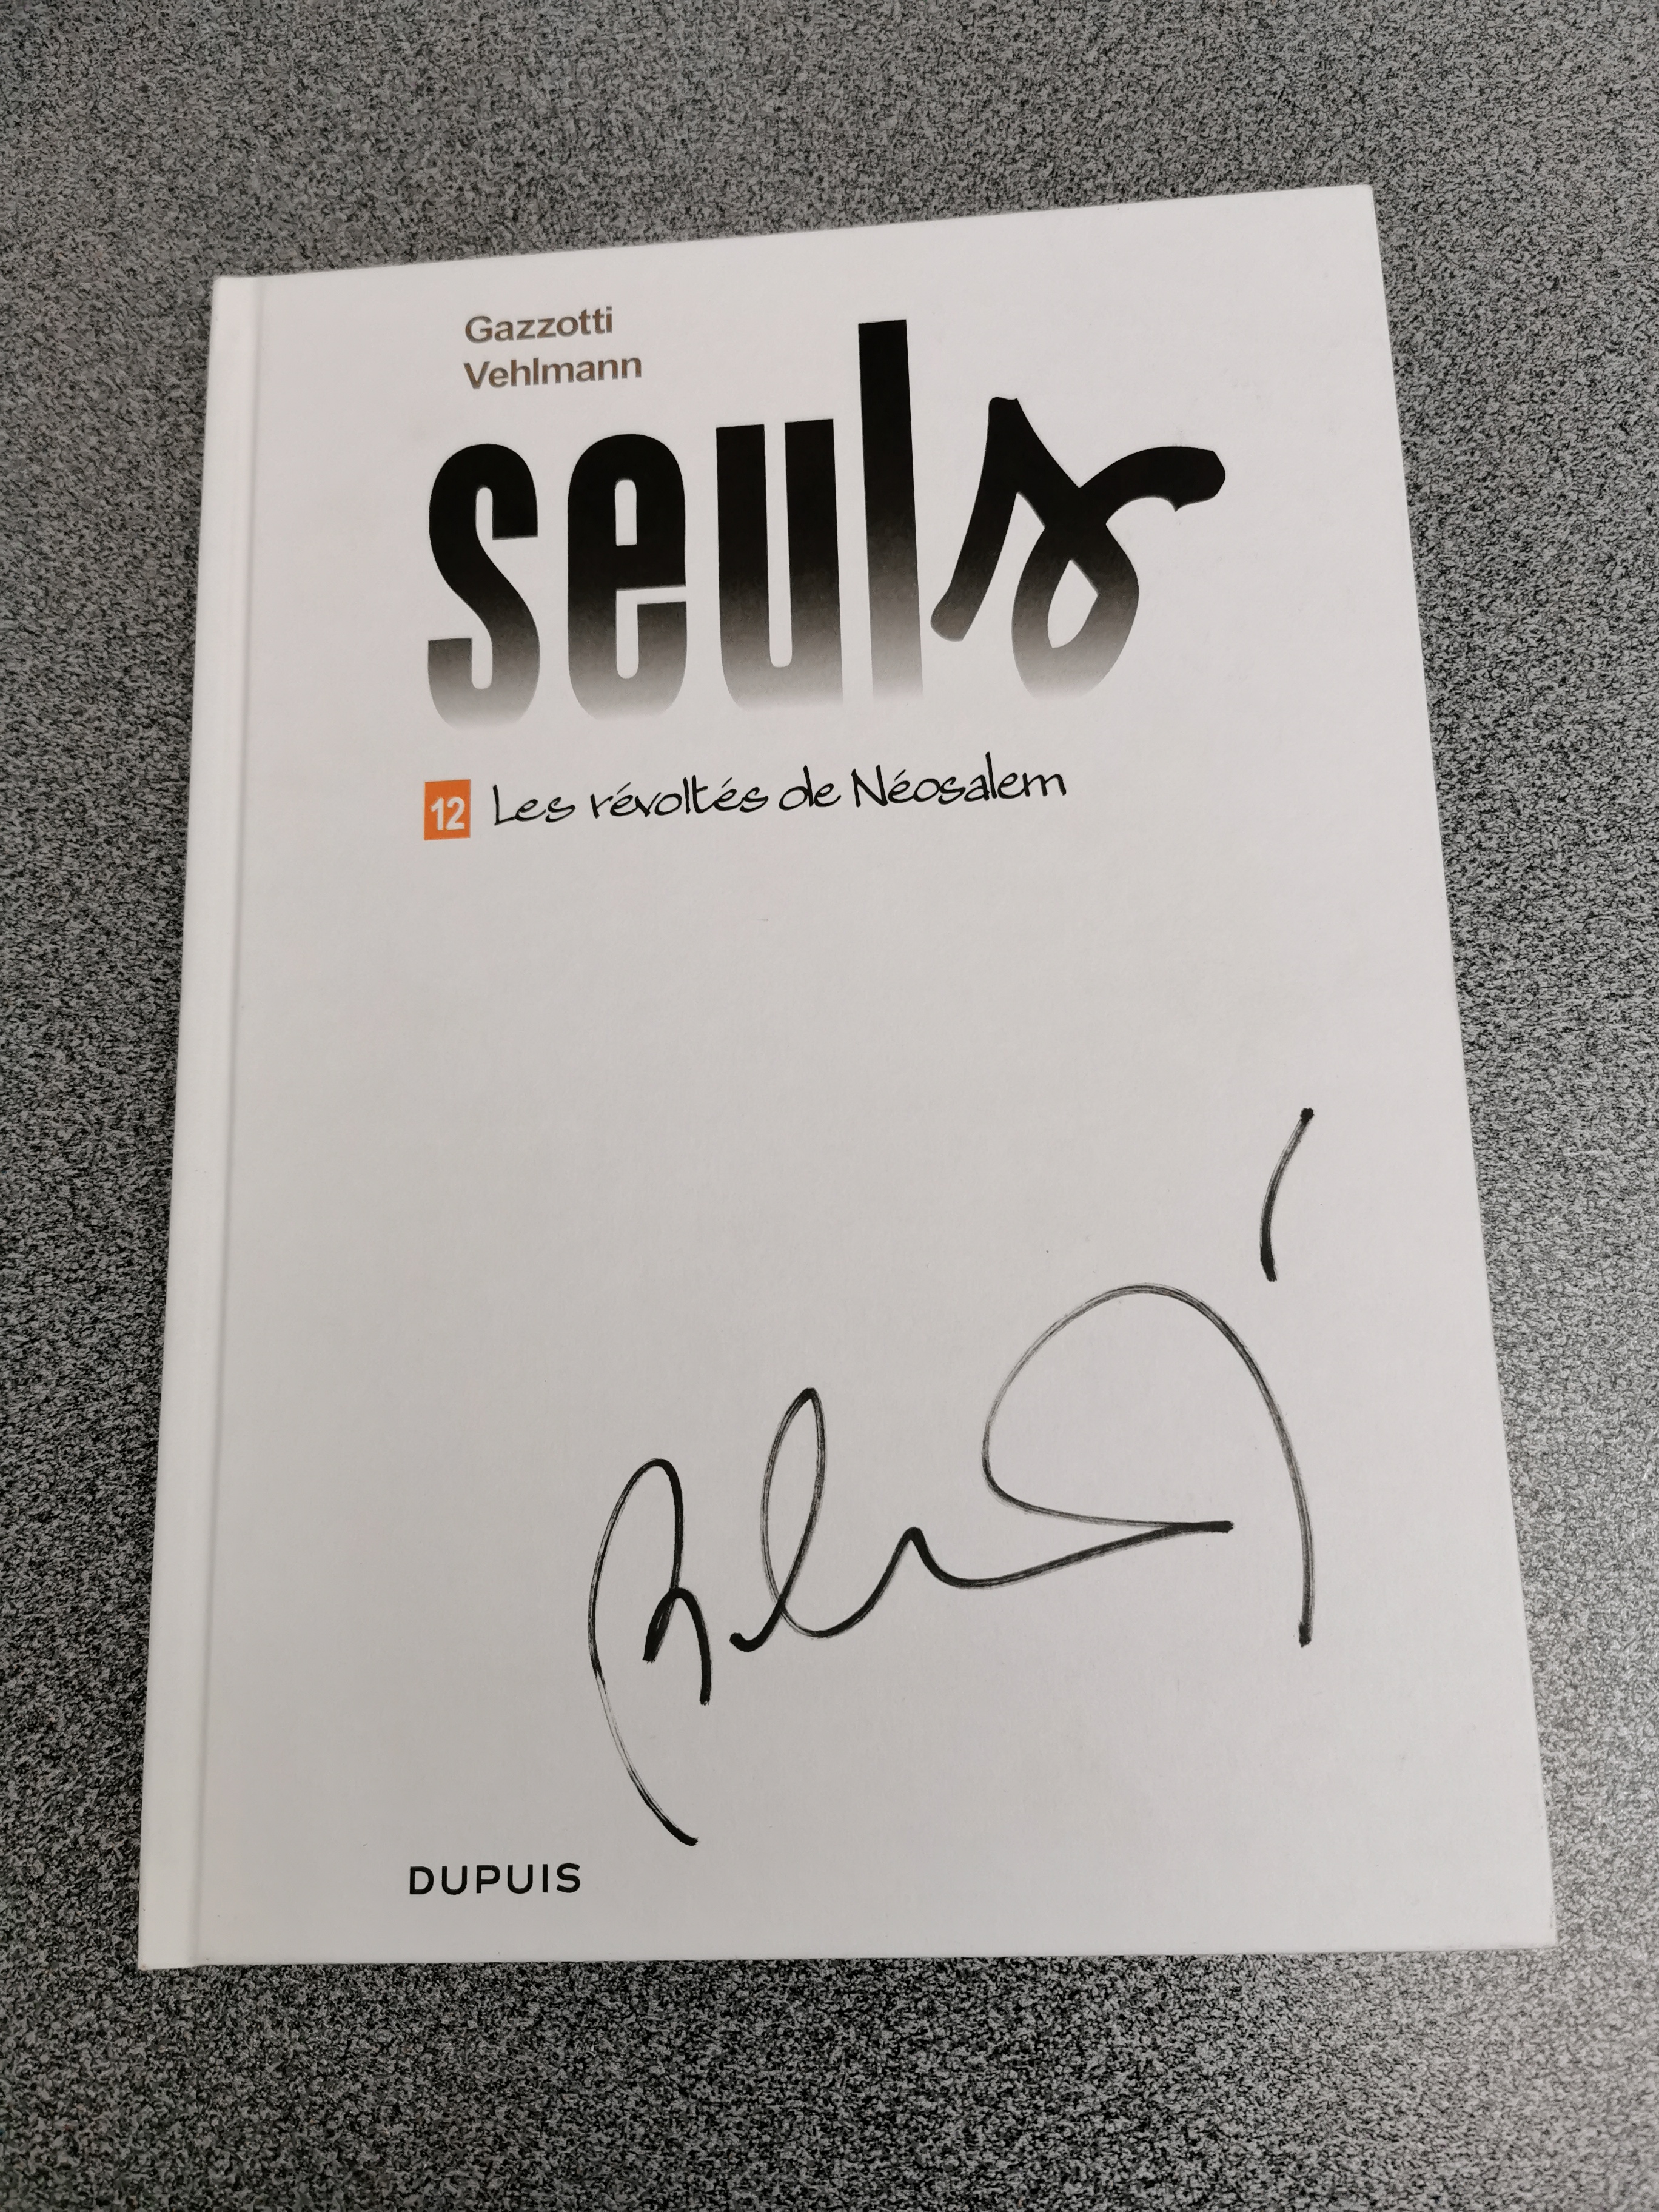 Gazzotti
Vehlmann
seuls
12 Les révoltés de Néosalem
DUPUIS